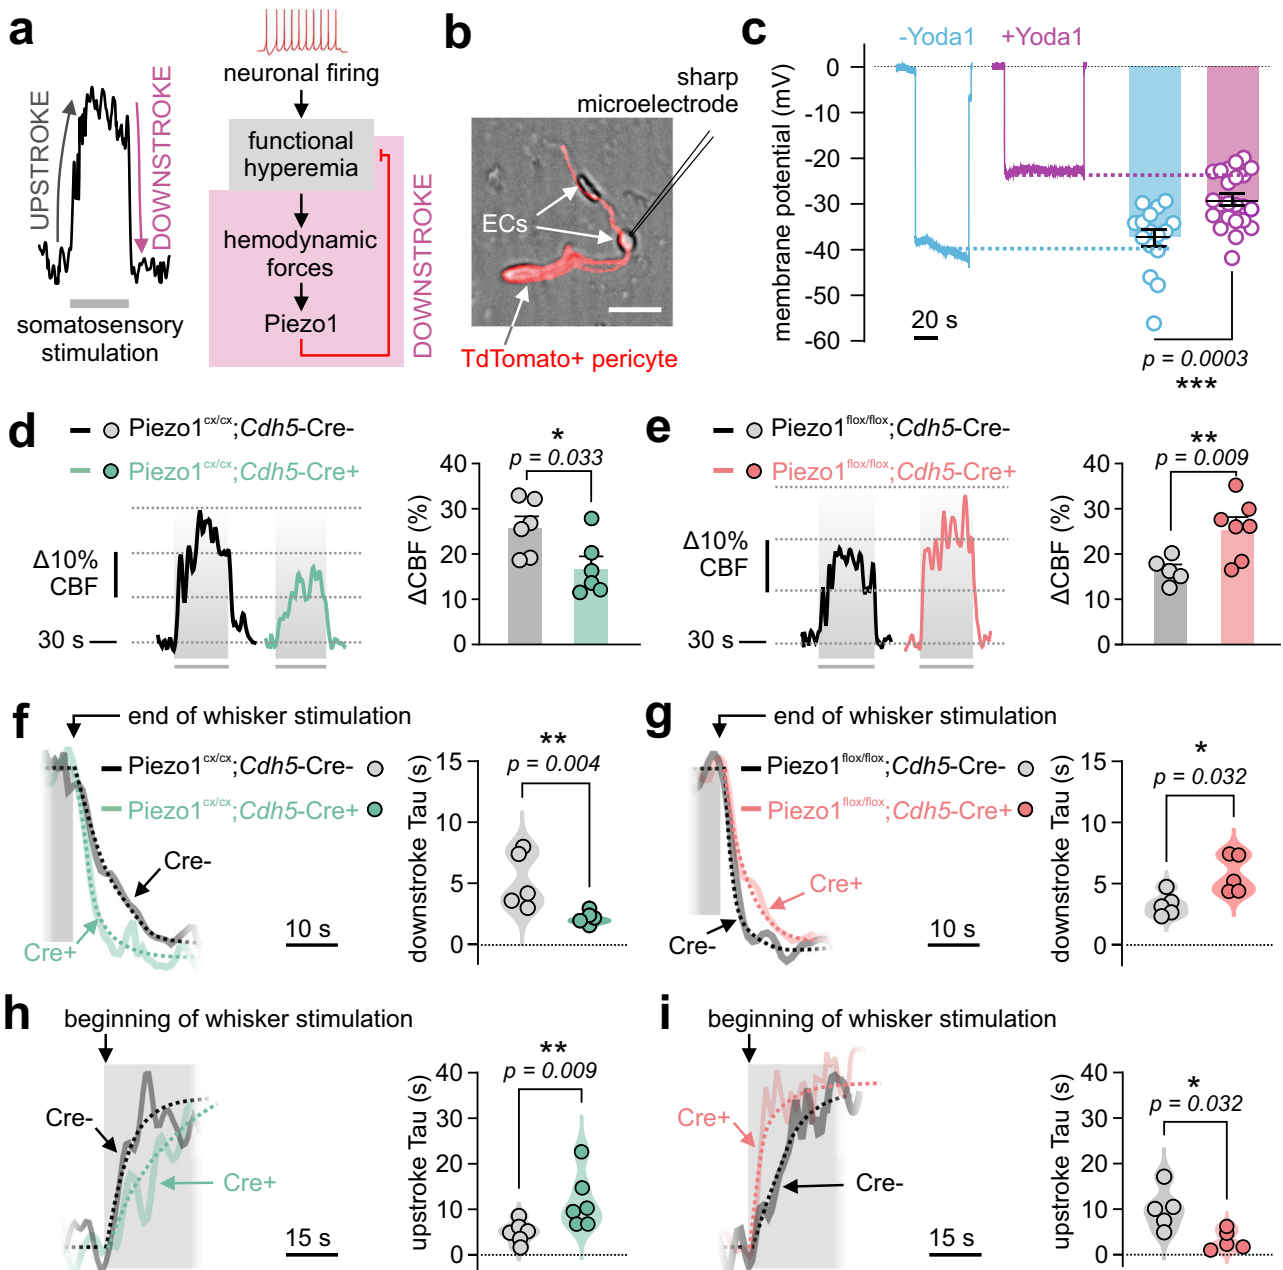 a
UPSTROKE
DOWNSTROKE
somatosensory
stimulation
neuronal firing
functional
hyperemia
hemodynamic
forces
Piezo1
DOWNSTROKE
b
sharp
microelectrode
ECs
TdTomato+ pericyte
c
-Yoda1
+Yoda1
membrane potential (mV)
0
-10
-20
-30
-40
-50
-60
20 s
p = 0.0003
***
d
Piezo1cx/cx;Cdh5-Cre-
Piezo1cx/cx;Cdh5-Cre+
Δ10%
CBF
30 s
*
p = 0.033
ΔCBF (%)
40
30
20
10
0
e
Piezo1flox/flox;Cdh5-Cre-
Piezo1flox/flox;Cdh5-Cre+
Δ10%
CBF
30 s
**
p = 0.009
ΔCBF (%)
40
30
20
10
0
f
end of whisker stimulation
Piezo1cx/cx;Cdh5-Cre-
Piezo1cx/cx;Cdh5-Cre+
Cre-
Cre+
10 s
**
p = 0.004
downstroke Tau (s)
15
10
5
0
g
end of whisker stimulation
Piezo1flox/flox;Cdh5-Cre-
Piezo1flox/flox;Cdh5-Cre+
Cre+
Cre-
10 s
*
p = 0.032
downstroke Tau (s)
15
10
5
0
h
beginning of whisker stimulation
Cre-
Cre+
15 s
**
p = 0.009
upstroke Tau (s)
40
30
20
10
0
i
beginning of whisker stimulation
Cre+
Cre-
15 s
*
p = 0.032
upstroke Tau (s)
40
30
20
10
0